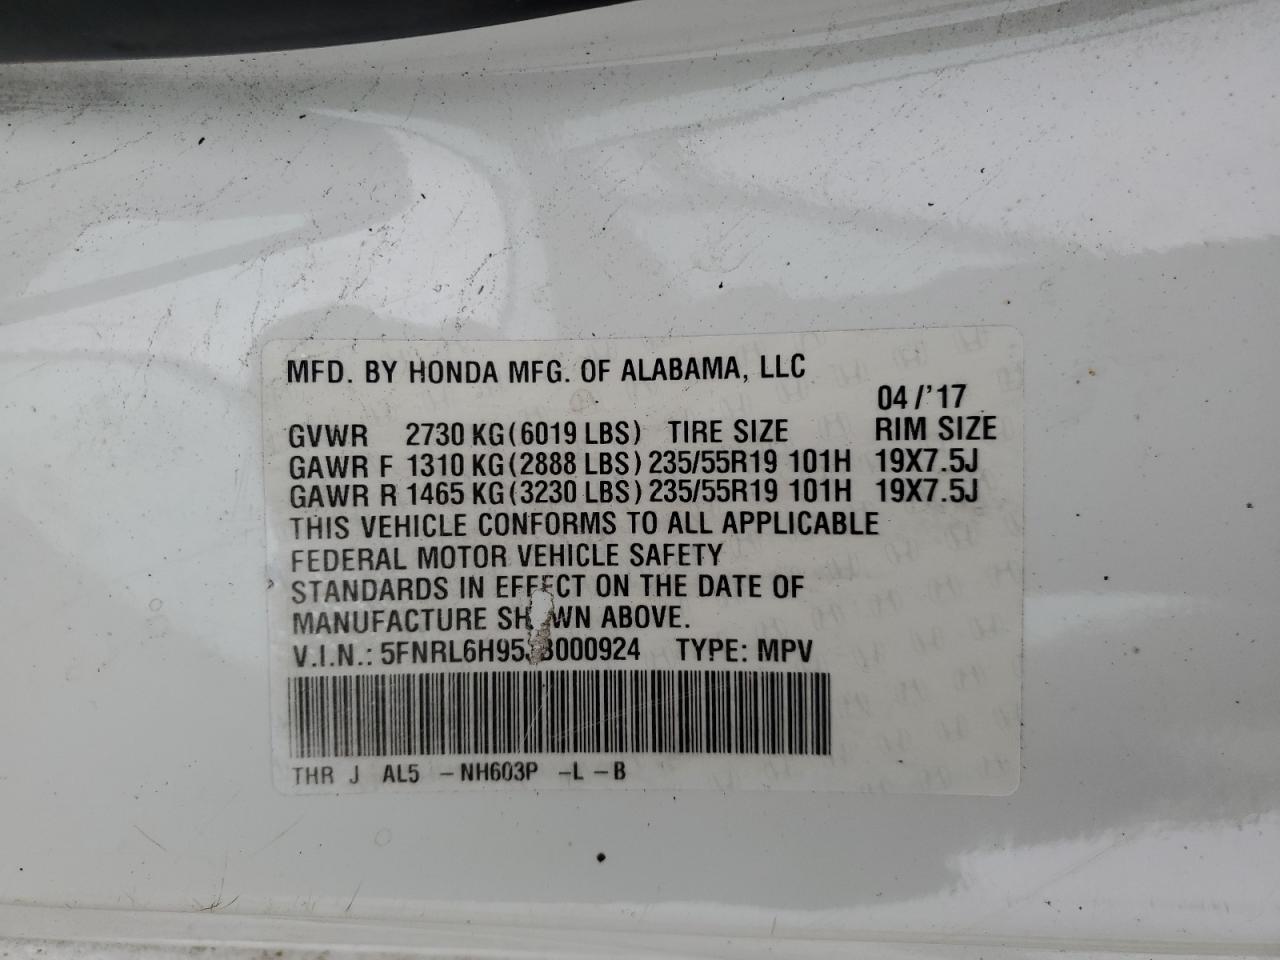 MFD. BY HONDA MFG. OF ALABAMA, LLC
04/'17
GVWR 2730 KG(6019 LBS) TIRE SIZE RIM SIZE
GAWR F 1310 KG(2888 LBS) 235/55R19 101H 19X7.5J
GAWR R 1465 KG(3230 LBS) 235/55R19 101H 19X7.5J
THIS VEHICLE CONFORMS TO ALL APPLICABLE
FEDERAL MOTOR VEHICLE SAFETY
STANDARDS IN EFFECT ON THE DATE OF
MANUFACTURE SHOWN ABOVE.
V.I.N.: TYPE: MPV
THR J AL5 -NH603P -L -B